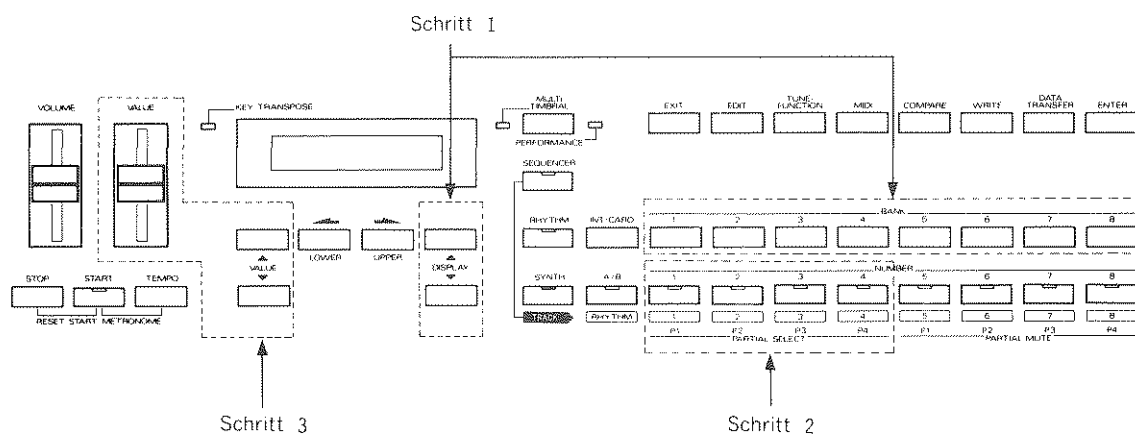 Schritt 1
VOLUME
VALUE
KEY TRANSPOSE
MULTI TIMBRAL
PERFORMANCE
EXIT
EDIT
TUNE-FUNCTION
MIDI
COMPARE
WRITE
DATA TRANSFER
ENTER
SEQUENCER
RHYTHM
INT/CARD
BANK
1 2 3 4 5 6 7 8
VALUE
LOWER
UPPER
DISPLAY
SYNTH
A/B
NUMBER
1 2 3 4 5 6 7 8
STOP
START
TEMPO
RESET START
METRONOME
TRACK
RHYTHM
1 2 3 4 5 6 7 8
P1 P2 P3 P4 P1 P2 P3 P4
PARTIAL SELECT
PARTIAL MUTE
Schritt 3
Schritt 2